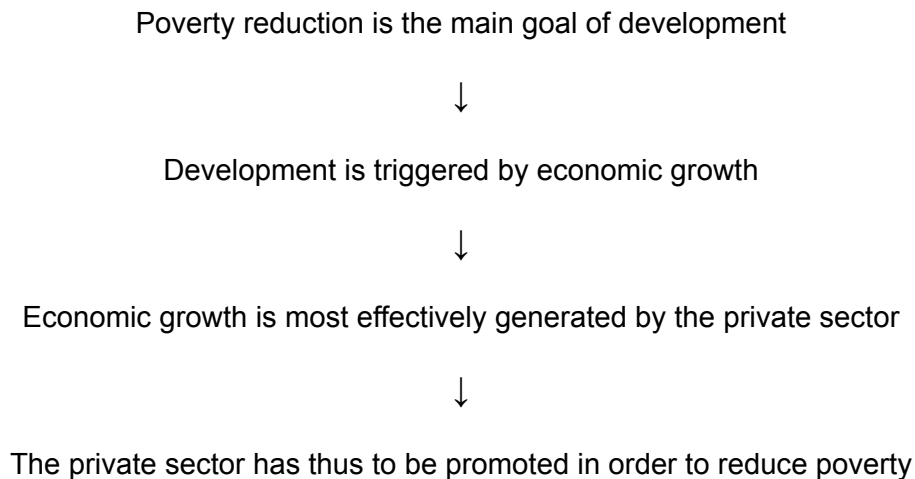 Poverty reduction is the main goal of development
↓
Development is triggered by economic growth
↓
Economic growth is most effectively generated by the private sector
↓
The private sector has thus to be promoted in order to reduce poverty